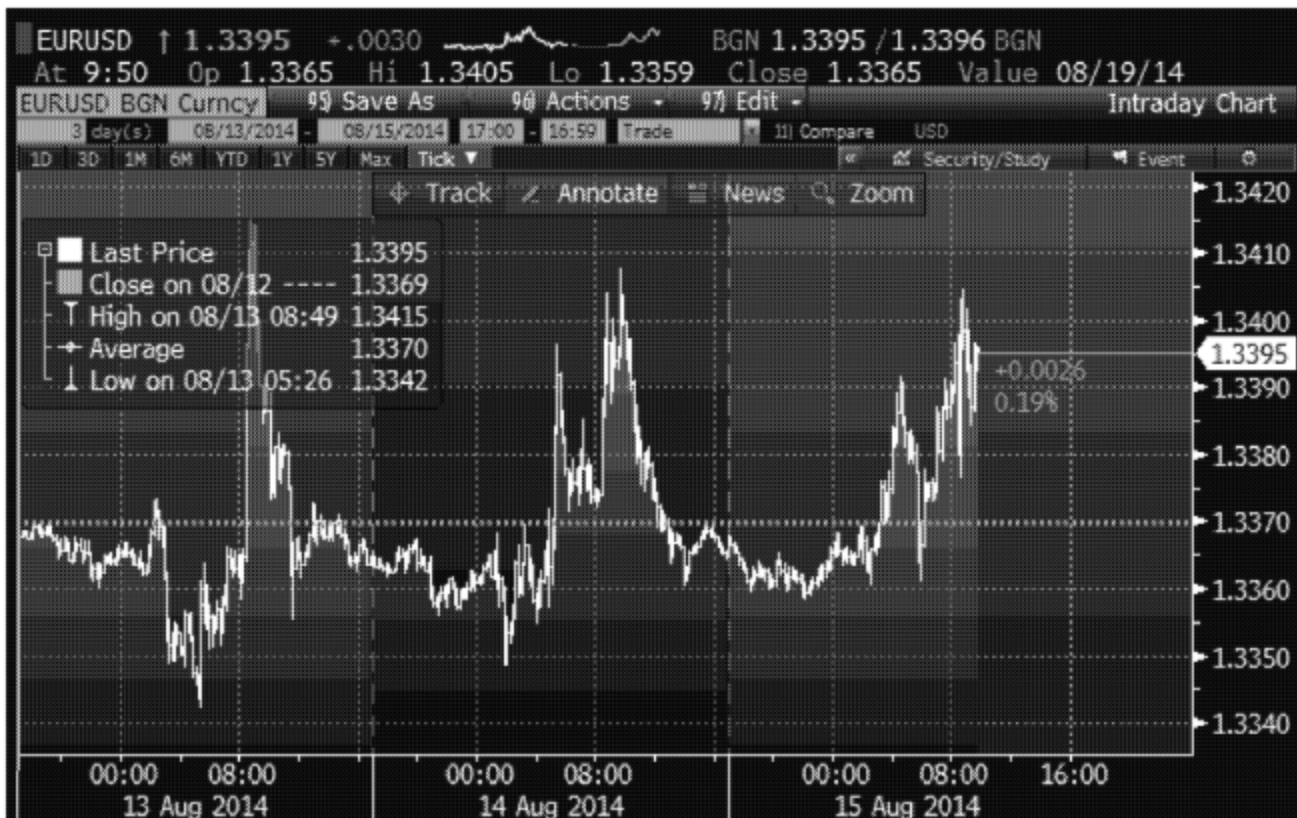 EURUSD ↑ 1.3395 +.0030 BGN 1.3395 / 1.3396 BGN
At 9:50 Op 1.3365 Hi 1.3405 Lo 1.3359 Close 1.3365 Value 08/19/14
EURUSD BGN Curncy 95) Save As 96) Actions 97) Edit Intraday Chart
3 day(s) 08/13/2014 - 08/15/2014 17:00 - 16:59 Trade 11) Compare USD
1D 3D 1M 6M YTD 1Y 5Y Max Tick ▼ « Security/Study Event
Track Annotate News Zoom
Last Price 1.3395
Close on 08/12 ---- 1.3369
High on 08/13 08:49 1.3415
Average 1.3370
Low on 08/13 05:26 1.3342
1.3420
1.3410
1.3400
1.3395
+0.0026
0.19%
1.3390
1.3380
1.3370
1.3360
1.3350
1.3340
00:00 08:00 00:00 08:00 00:00 08:00 16:00
13 Aug 2014 14 Aug 2014 15 Aug 2014